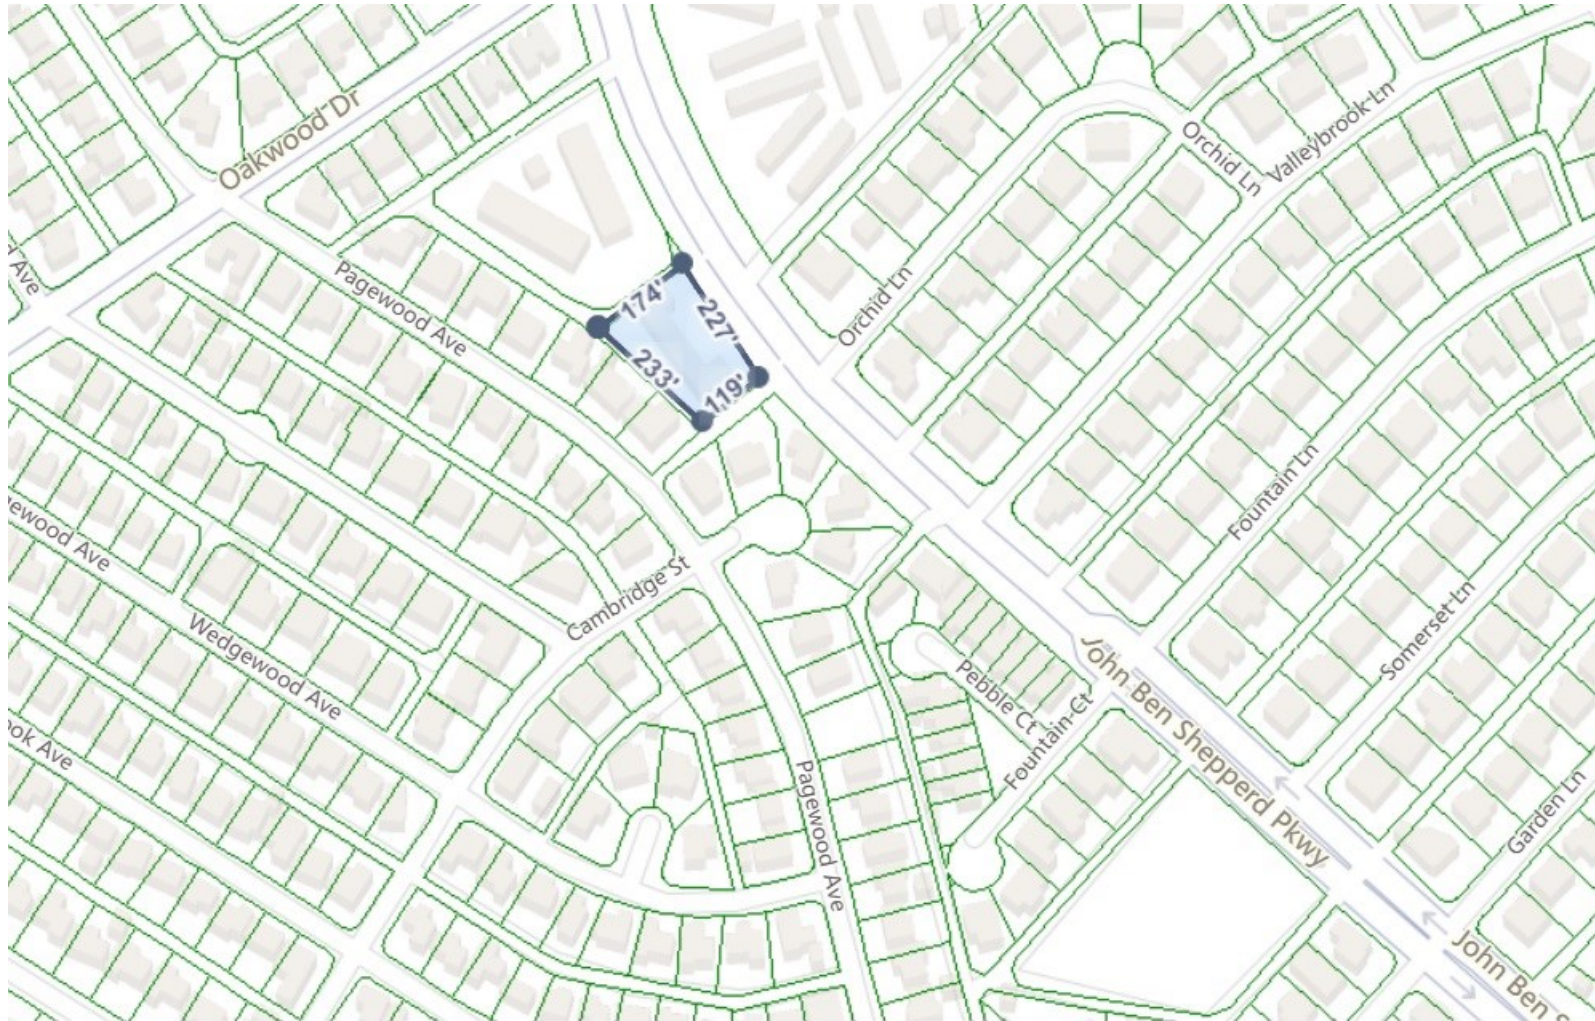 Oakwood Dr
Orchid Ln
Valleybrook Ln
d Ave
Pagewood Ave
174'
227'
Orchid Ln
233'
119'
Fountain Ln
ewood Ave
Cambridge St
Wedgewood Ave
Somerset Ln
Pebble Ct
Fountain Ct
John Ben Shepperd Pkwy
ook Ave
Pagewood Ave
Garden Ln
John Ben S